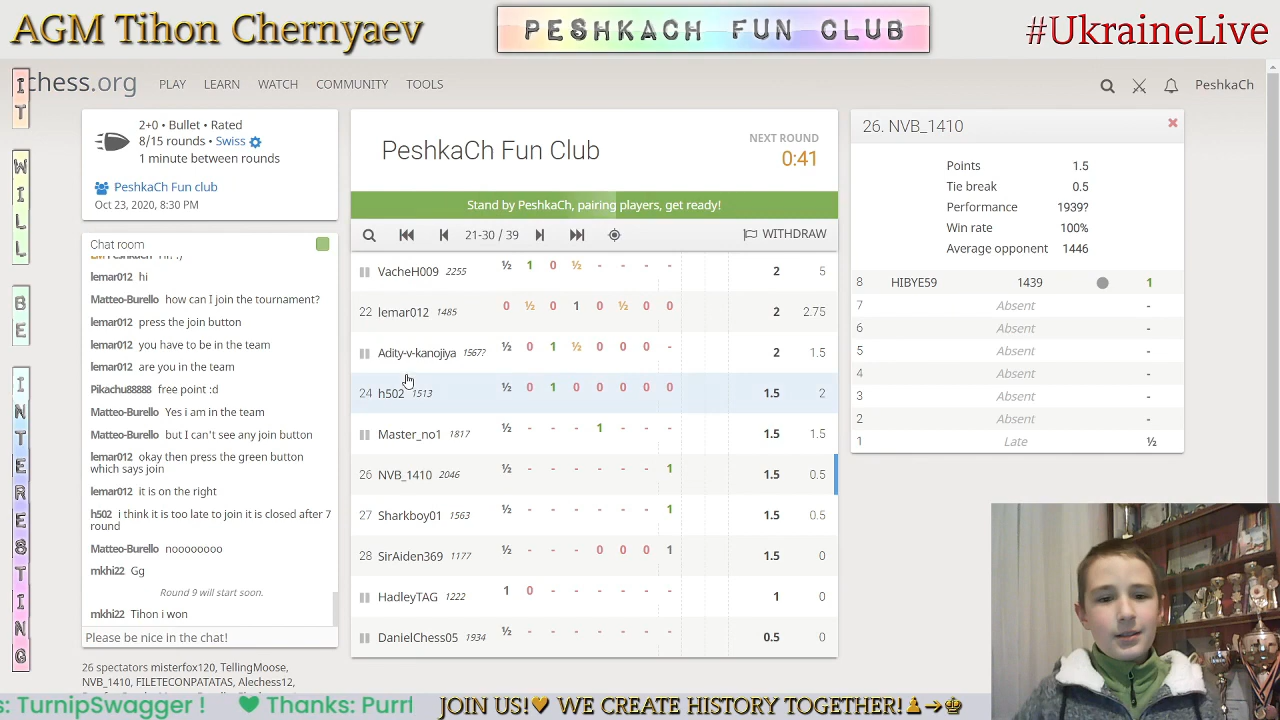 AGM Tihon Chernyaev
PESHKACH FUN CLUB
#UkraineLive
IT WILL BE INTERESTING
chess.org
PLAY
LEARN
WATCH
COMMUNITY
TOOLS
PeshkaCh
2+0 • Bullet • Rated
8/15 rounds • Swiss
1 minute between rounds
PeshkaCh Fun club
Oct 23, 2020, 8:30 PM
Chat room
lemar012 hi
Matteo-Burello how can I join the tournament?
lemar012 press the join button
lemar012 you have to be in the team
lemar012 are you in the team
Pikachu88888 free point :d
Matteo-Burello Yes i am in the team
Matteo-Burello but I can't see any join button
lemar012 okay then press the green button
which says join
lemar012 it is on the right
h502 i think it is too late to join it is closed after 7
round
Matteo-Burello nooooooo
mkhi22 Gg
Round 9 will start soon.
mkhi22 Tihon i won
Please be nice in the chat!
26 spectators misterfox120, TellingMoose,
NVB_1410, FILETECONPATATAS, Alechess12,
PeshkaCh Fun Club
NEXT ROUND
0:41
Stand by PeshkaCh, pairing players, get ready!
21-30 / 39
WITHDRAW
VacheH009 2255 ½ 1 0 ½ - - - - 2 5
22 lemar012 1485 0 ½ 0 1 0 ½ 0 0 2 2.75
Adity-v-kanojiya 1567? ½ 0 1 ½ 0 0 0 - 2 1.5
24 h502 1513 ½ 0 1 0 0 0 0 0 1.5 2
Master_no1 1817 ½ - - - 1 - - - 1.5 1.5
26 NVB_1410 2046 ½ - - - - - - 1 1.5 0.5
27 Sharkboy01 1563 ½ - - - - - - 1 1.5 0.5
28 SirAiden369 1177 ½ - - - 0 0 0 1 1.5 0
HadleyTAG 1222 1 0 - - - - - - 1 0
DanielChess05 1934 ½ - - - - - - - 0.5 0
26. NVB_1410
Points 1.5
Tie break 0.5
Performance 1939?
Win rate 100%
Average opponent 1446
8 HIBYE59 1439 1
7 Absent -
6 Absent -
5 Absent -
4 Absent -
3 Absent -
2 Absent -
1 Late ½
s: TurnipSwagger ! Thanks: Purrl
JOIN US! WE CREATE HISTORY TOGETHER!